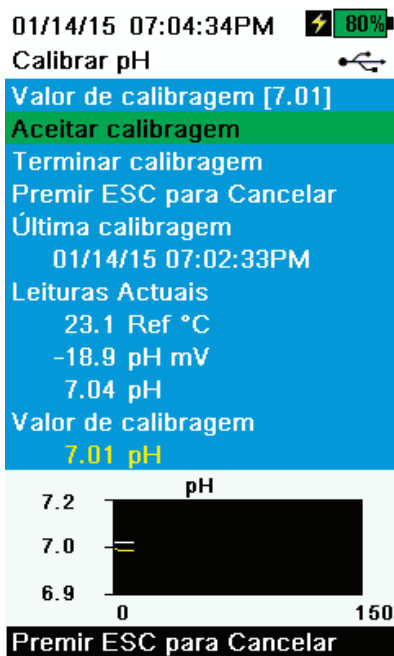 01/14/15 07:04:34PM 80%
Calibrar pH
Valor de calibragem [7.01]
Aceitar calibragem
Terminar calibragem
Premir ESC para Cancelar
Última calibragem
01/14/15 07:02:33PM
Leituras Actuais
23.1 Ref °C
-18.9 pH mV
7.04 pH
Valor de calibragem
7.01 pH
pH
7.2
7.0
6.9
0 150
Premir ESC para Cancelar